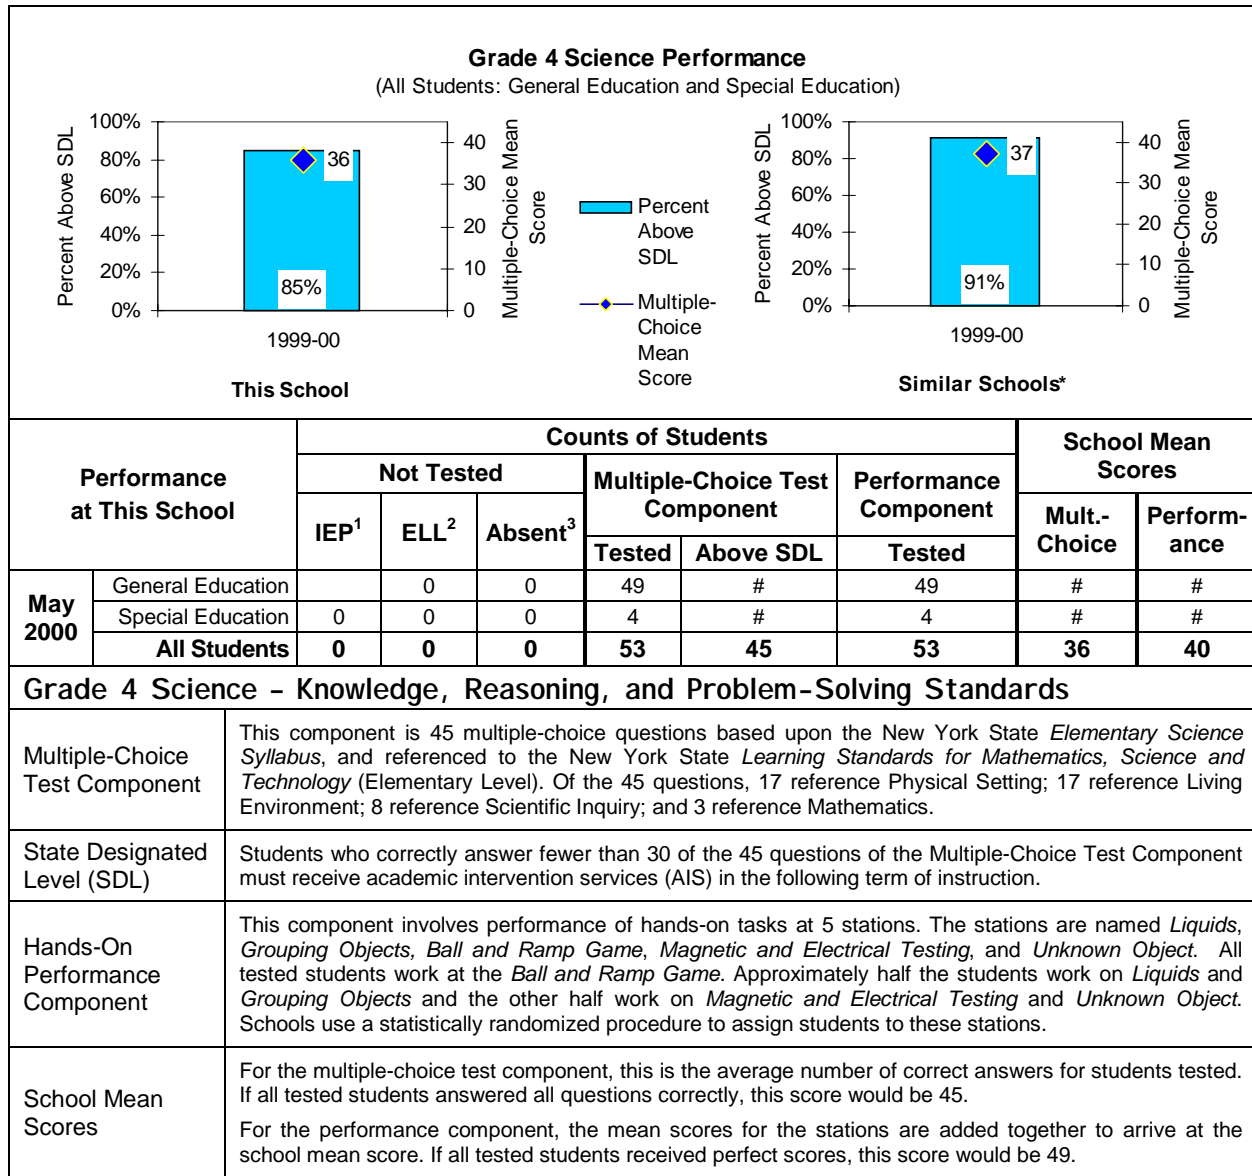 Grade 4 Science Performance
(All Students: General Education and Special Education)
Percent Above SDL
100%
80%
60%
40%
20%
0%
36
85%
40
30
20
10
0
Multiple-Choice Mean
Score
1999-00
This School
Percent
Above
SDL
Multiple-
Choice
Mean
Score
Percent Above SDL
100%
80%
60%
40%
20%
0%
37
91%
40
30
20
10
0
Multiple-Choice Mean
Score
1999-00
Similar Schools*
Performance
at This School
Counts of Students
School Mean
Scores
Not Tested
Multiple-Choice Test
Component
Performance
Component
IEP1 ELL2 Absent3
Tested Above SDL Tested
Mult.-
Choice
Perform-
ance
May
2000
General Education 0 0 49 # 49 # #
Special Education 0 0 0 4 # 4 # #
All Students 0 0 0 53 45 53 36 40
Grade 4 Science – Knowledge, Reasoning, and Problem-Solving Standards
Multiple-Choice
Test Component
This component is 45 multiple-choice questions based upon the New York State Elementary Science
Syllabus, and referenced to the New York State Learning Standards for Mathematics, Science and
Technology (Elementary Level). Of the 45 questions, 17 reference Physical Setting; 17 reference Living
Environment; 8 reference Scientific Inquiry; and 3 reference Mathematics.
State Designated
Level (SDL)
Students who correctly answer fewer than 30 of the 45 questions of the Multiple-Choice Test Component
must receive academic intervention services (AIS) in the following term of instruction.
Hands-On
Performance
Component
This component involves performance of hands-on tasks at 5 stations. The stations are named Liquids,
Grouping Objects, Ball and Ramp Game, Magnetic and Electrical Testing, and Unknown Object. All
tested students work at the Ball and Ramp Game. Approximately half the students work on Liquids and
Grouping Objects and the other half work on Magnetic and Electrical Testing and Unknown Object.
Schools use a statistically randomized procedure to assign students to these stations.
School Mean
Scores
For the multiple-choice test component, this is the average number of correct answers for students tested.
If all tested students answered all questions correctly, this score would be 45.
For the performance component, the mean scores for the stations are added together to arrive at the
school mean score. If all tested students received perfect scores, this score would be 49.